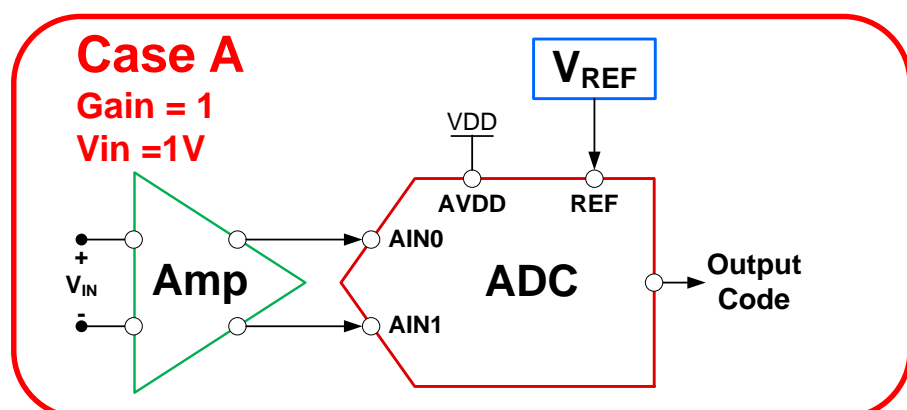 Case A
Gain = 1
Vin =1V
VREF
VDD
AVDD
REF
+
VIN
-
Amp
AIN0
AIN1
ADC
Output
Code